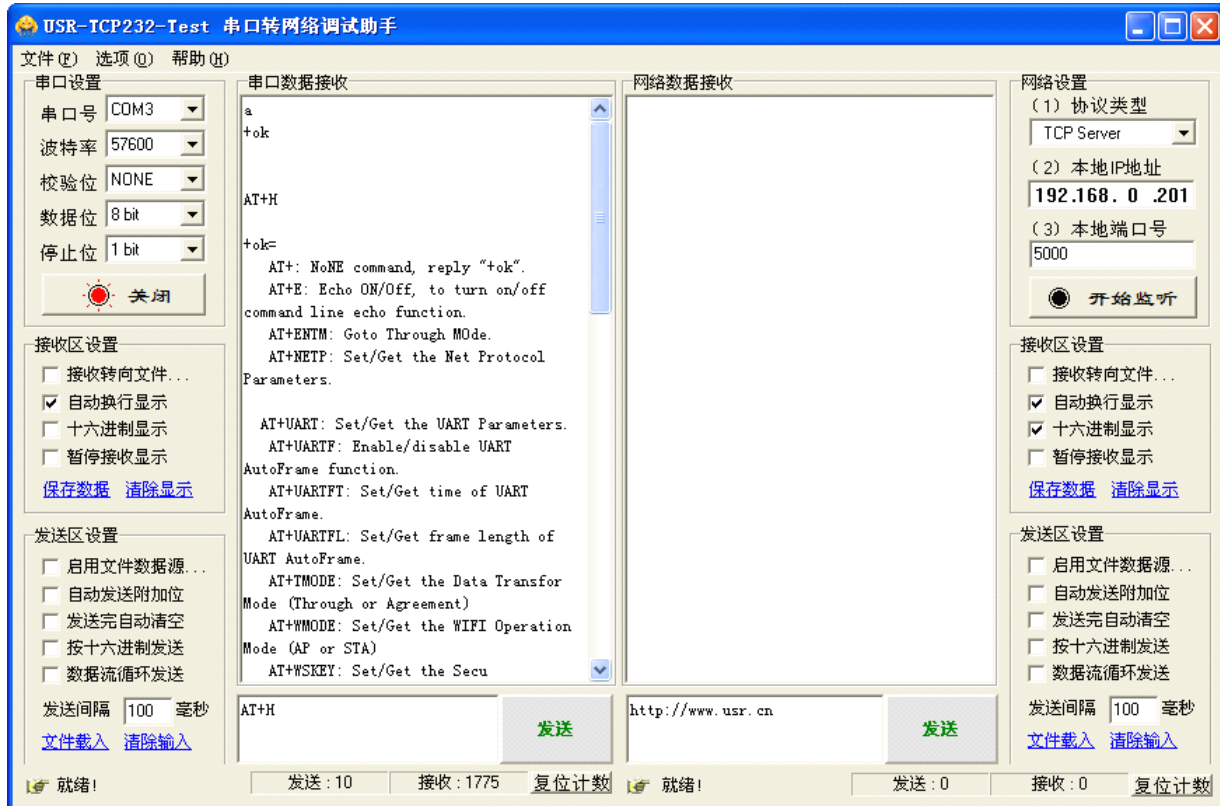 USR-TCP232-Test 串口转网络调试助手
文件(F) 选项(O) 帮助(H)
串口设置
串口号 COM3
波特率 57600
校验位 NONE
数据位 8 bit
停止位 1 bit
关闭
接收区设置
接收转向文件...
自动换行显示
十六进制显示
暂停接收显示
保存数据 清除显示
发送区设置
启用文件数据源...
自动发送附加位
发送完自动清空
按十六进制发送
数据流循环发送
发送间隔 100 毫秒
文件载入 清除输入
串口数据接收
a
+ok
AT+H
+ok=
AT+: NoNE command, reply "+ok".
AT+E: Echo ON/Off, to turn on/off
command line echo function.
AT+ENTM: Goto Through MOde.
AT+NETP: Set/Get the Net Protocol
Parameters.
AT+UART: Set/Get the UART Parameters.
AT+UARTF: Enable/disable UART
AutoFrame function.
AT+UARTFT: Set/Get time of UART
AutoFrame.
AT+UARTFL: Set/Get frame length of
UART AutoFrame.
AT+TMODE: Set/Get the Data Transfor
Mode (Through or Agreement)
AT+WMODE: Set/Get the WIFI Operation
Mode (AP or STA)
AT+WSKEY: Set/Get the Secu
AT+H
发送
网络数据接收
http://www.usr.cn
发送
网络设置
(1) 协议类型
TCP Server
(2) 本地IP地址
192.168. 0 .201
(3) 本地端口号
5000
开始监听
接收区设置
接收转向文件...
自动换行显示
十六进制显示
暂停接收显示
保存数据 清除显示
发送区设置
启用文件数据源...
自动发送附加位
发送完自动清空
按十六进制发送
数据流循环发送
发送间隔 100 毫秒
文件载入 清除输入
就绪! 发送:10 接收:1775 复位计数
就绪! 发送:0 接收:0 复位计数